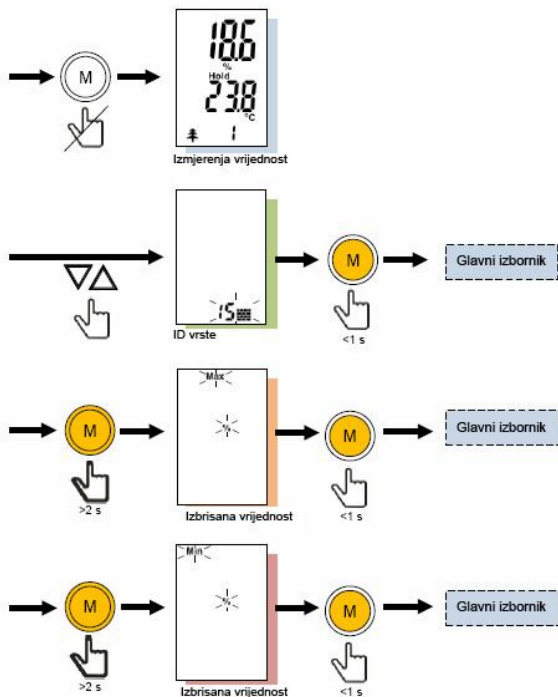 18.6
%
M
Hold
23.8
°C
1
Izmjerenja vrijednost
15
M
Glavni izbornik
ID vrste
<1 s
Max
M
%
M
Glavni izbornik
>2 s
Izbrisana vrijednost
<1 s
Min
M
%
M
Glavni izbornik
>2 s
Izbrisana vrijednost
<1 s